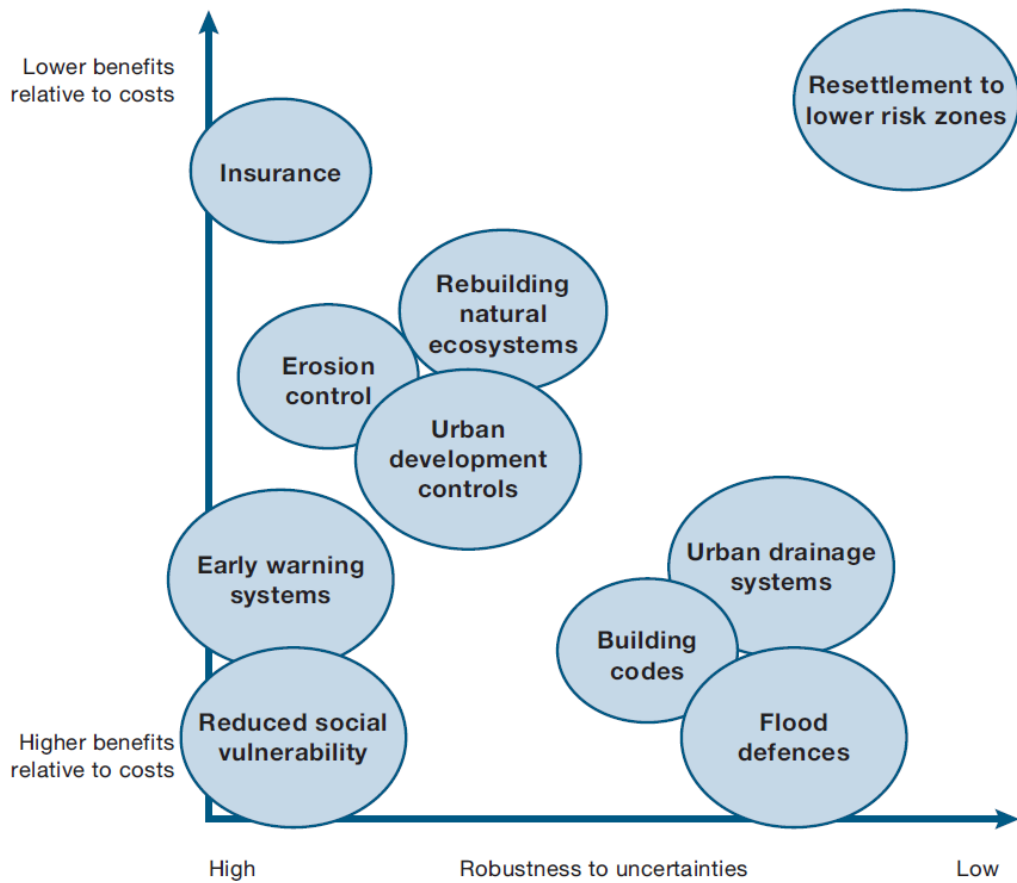 Lower benefits
relative to costs
Resettlement to
lower risk zones
Insurance
Rebuilding
natural
ecosystems
Erosion
control
Urban
development
controls
Early warning
systems
Urban drainage
systems
Building
codes
Reduced social
vulnerability
Flood
defences
Higher benefits
relative to costs
High
Robustness to uncertainties
Low